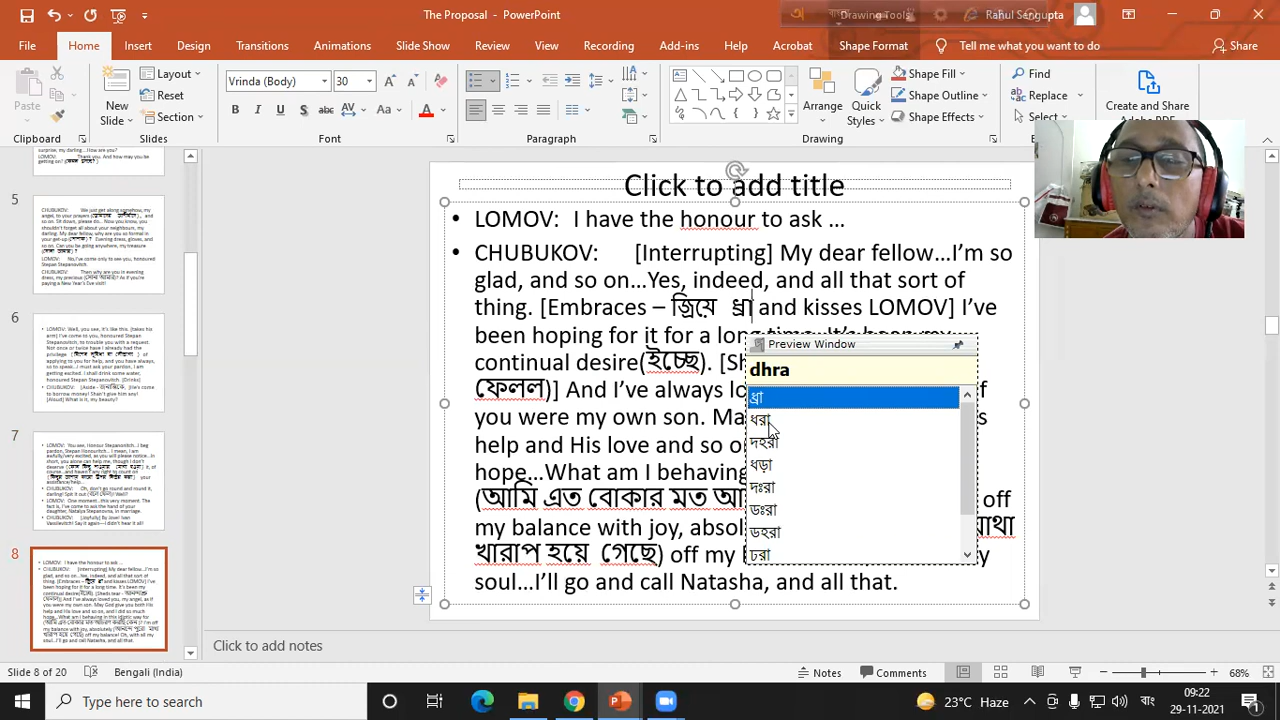 The Proposal - PowerPoint
Drawing Tools
Rahul Sengupta
File Home Insert Design Transitions Animations Slide Show Review View Recording Add-ins Help Acrobat Shape Format Tell me what you want to do Share
Paste New Slide Layout Reset Section Vrinda (Body) 30 Arrange Quick Styles Shape Fill Shape Outline Shape Effects Find Replace Select Create and Share Adobe PDF
Clipboard Slides Font Paragraph Drawing Editing
5
6
7
8
Click to add title
• LOMOV: I have the honour to ask ...
• CHUBUKOV: [Interrupting] My dear fellow...I'm so
glad, and so on...Yes, indeed, and all that sort of
thing. [Embraces – জ্রিয়ে ধ্রা and kisses LOMOV] I've
been hoping for it for a long
continual desire(ইচ্ছে). [Sh
ফেলল)] And I've always lo
you were my own son. Ma
help and His love and so o
hope...What am I behaving
(আমি এত বোকার মত আ off
my balance with joy, absol
খারাপ হয়ে গেছে) off my
soul...I'll go and call Natasha, and all that.
Preview Window
dhra
ধ্রা
ধরা
দহরা
ধড়া
দঃরা
ডঃরা
ডহরা
ঢরা
Click to add notes
Slide 8 of 20 Bengali (India) Notes Comments 68%
Type here to search 23°C Haze বাং 09:22
29-11-2021